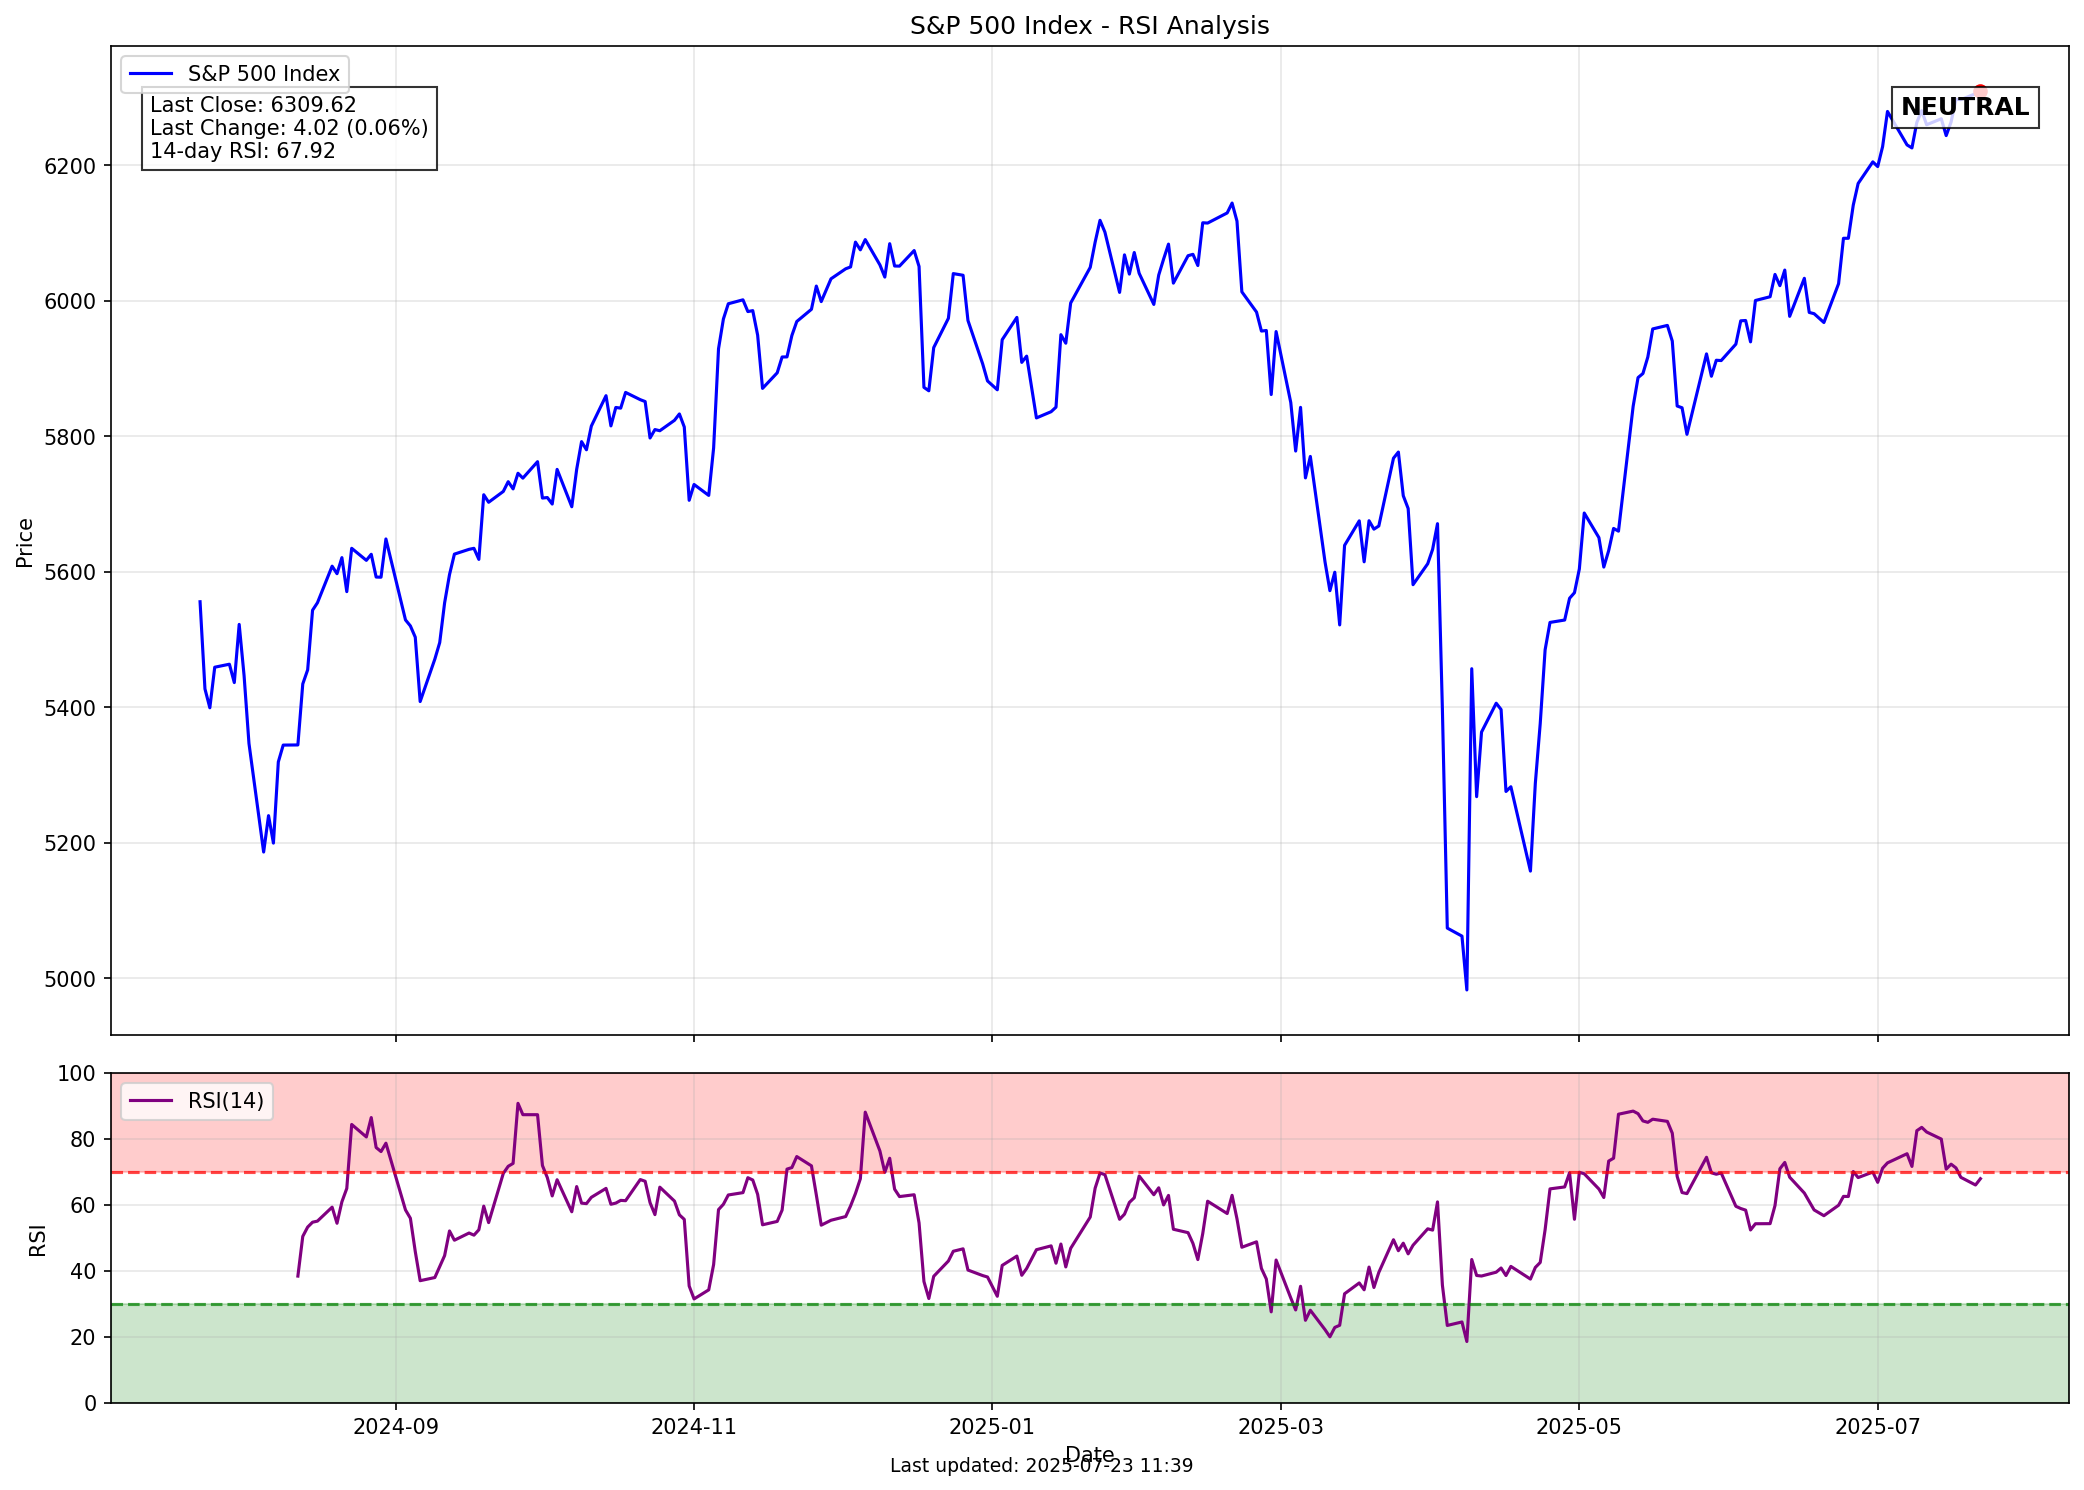 S&P 500 Index - RSI Analysis
S&P 500 Index
Last Close: 6309.62
Last Change: 4.02 (0.06%)
14-day RSI: 67.92
NEUTRAL
Price
6200
6000
5800
5600
5400
5200
5000
RSI(14)
RSI
100
80
60
40
20
0
2024-09
2024-11
2025-01
2025-03
2025-05
2025-07
Date
Last updated: 2025-07-23 11:39